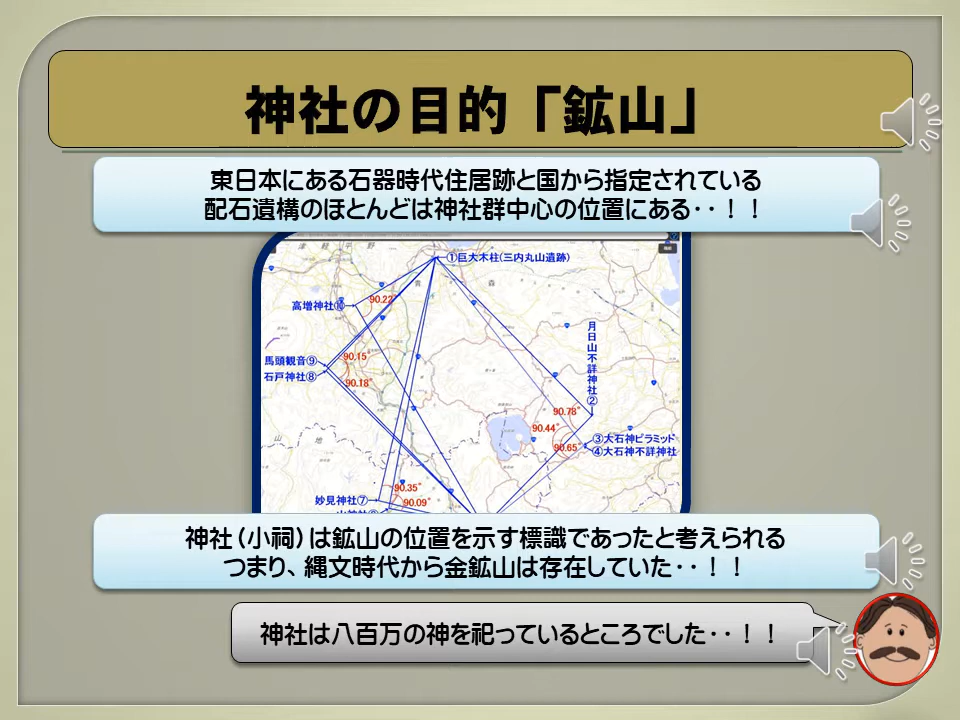 神社の目的「鉱山」
東日本にある石器時代住居跡と国から指定されている
配石遺構のほとんどは神社群中心の位置にある・・！！
津軽平野
①巨大木柱(三内丸山遺跡)
青森
高増神社⑩
90.22°
月日山不詳神社②
馬頭観音⑨
90.15°
石戸神社⑧
90.18°
90.78°
90.44°
90.65°
③大石神ピラミッド
④大石神不詳神社
山地
90.35°
妙見神社⑦
90.09°
神社（小祠）は鉱山の位置を示す標識であったと考えられる
つまり、縄文時代から金鉱山は存在していた・・！！
神社は八百万の神を祀っているところでした・・！！